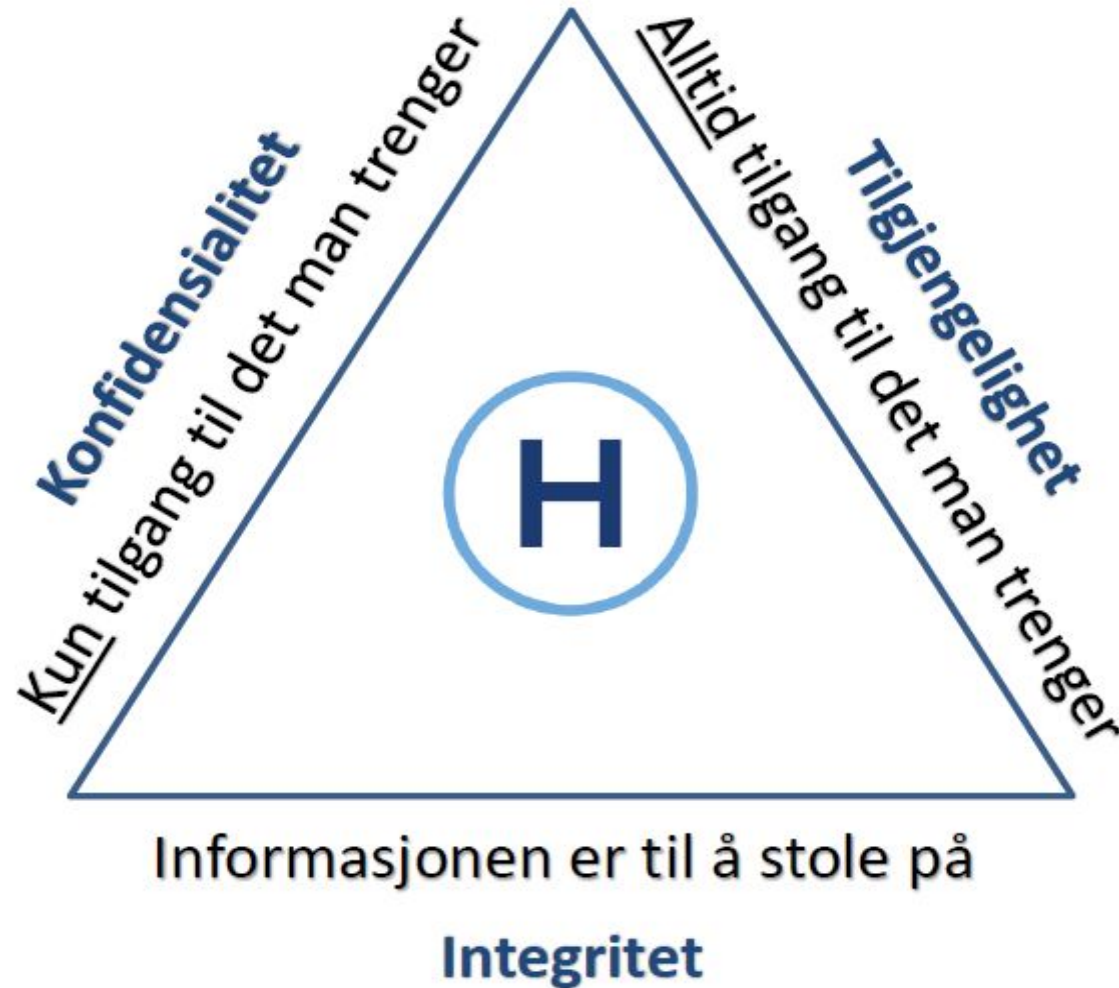 Konfidensialitet
Kun tilgang til det man trenger
Alltid tilgang til det man trenger
Tilgjengelighet
H
Informasjonen er til å stole på
Integritet